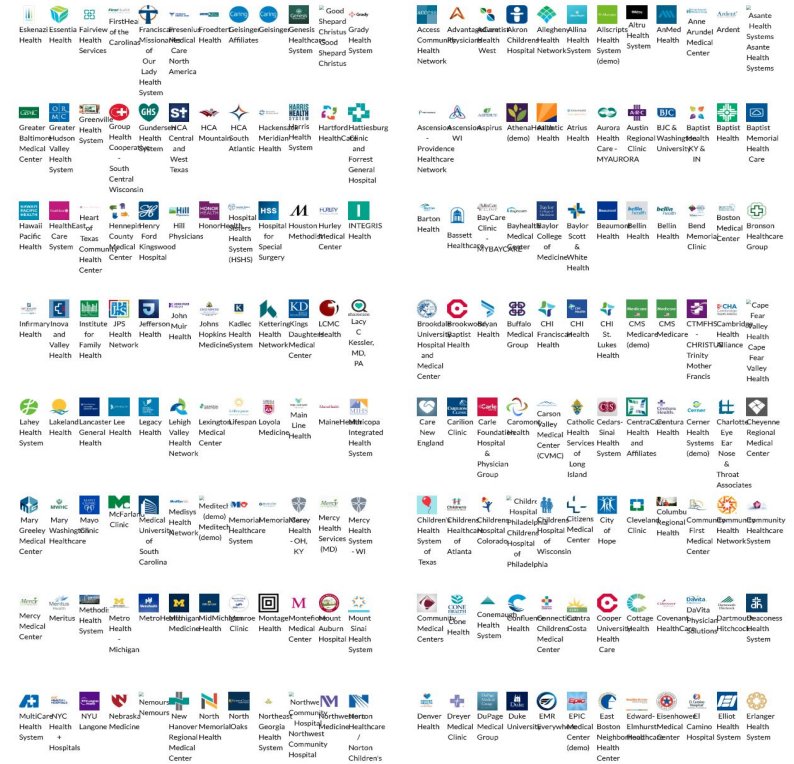 Eskenazi Health
Essentia Health
Fairview Health Services
FirstHealth of the Carolinas
Franciscan Missionaries of Our Lady Health System
Fresenius Medical Care North America
Froedtert Health
Geisinger Affiliates
Geisinger
Genesis Healthcare System
Good Shepard Christus Good Shepard Christus
Grady Health System
Access Community Health Network
Advantage Physicians
Adventist Health West
Akron Childrens Hospital
Allegheny Health Network
Allina Health System
Allscripts Health System (demo)
Altru Health System
AnMed Health
Anne Arundel Medical Center
Ardent
Asante Health Systems Asante Health Systems
Greater Baltimore Medical Center
Greater Hudson Valley Health System
Greenville Health System
Group Health Cooperative - South Central Wisconsin
Gundersen Health System
HCA Central and West Texas
HCA Mountain
HCA South Atlantic
Hackensack Meridian Health
Harris Health System
Hartford HealthCare
Hattiesburg Clinic and Forrest General Hospital
Ascension - Providence Healthcare Network
Ascension WI
Aspirus
AthenaHealth (demo)
Atlantic Health
Atrius Health
Aurora Health Care - MYAURORA
Austin Regional Clinic
BJC & Washington University
Baptist Health KY & IN
Baptist Health
Baptist Memorial Health Care
Hawaii Pacific Health
HealthEast Care System
Heart of Texas Community Health Center
Hennepin County Medical Center
Henry Ford Kingswood Hospital
Hill Physicians
HonorHealth
Hospital Sisters Health System (HSHS)
Hospital for Special Surgery
Houston Methodist
Hurley Medical Center
INTEGRIS Health
Barton Health
Bassett Healthcare
BayCare Clinic - MYBAYCARE
Bayhealth Medical Center
Baylor College of Medicine
Baylor Scott & White Health
Beaumont Health
Bellin Health
Bellin Health
Bend Memorial Clinic
Boston Medical Center
Bronson Healthcare Group
Infirmary Health
Inova and Valley Health
Institute for Family Health
JPS Health Network
Jefferson Health
John Muir Health
Johns Hopkins Medicine
Kadlec Health System
Kettering Health Network
Kings Daughters Medical Center
LCMC Health
Lacy C Kessler, MD, PA
Brookdale University Hospital and Medical Center
Brookwood Baptist Health
Bryan Health
Buffalo Medical Group
CHI Franciscan Health
CHI Health
CHI St. Lukes Health
CMS Medicare (demo)
CMS Medicare
CTMFHS - CHRISTUS Trinity Mother Francis
Cambridge Health Alliance
Cape Fear Valley Health Cape Fear Valley Health
Lahey Health System
Lakeland Health
Lancaster General Health
Lee Health
Legacy Health
Lehigh Valley Health Network
Lexington Medical Center
Lifespan
Loyola Medicine
Main Line Health
MaineHealth
Maricopa Integrated Health System
Care New England
Carilion Clinic
Carle Foundation Hospital & Physician Group
Caromont Health
Carson Valley Medical Center (CVMC)
Catholic Health Services of Long Island
Cedars-Sinai Health System
CentraCare Health and Affiliates
Centura Health
Cerner Health Systems (demo)
Charlotte Eye Ear Nose & Throat Associates
Cheyenne Regional Medical Center
Mary Greeley Medical Center
Mary Washington Healthcare
Mayo Clinic
McFarland Clinic
Medical University of South Carolina
Medisys Health Network
Meditech (demo) Meditech (demo)
Memorial Healthcare System
Memorial
Mercy Health - OH, KY
Mercy Health Services (MD)
Mercy Health System - WI
Children's Health System of Texas
Children's Healthcare of Atlanta
Childrens Hospital Colorado
Childrens Hospital of Philadelphia Childrens Hospital of Philadelphia
Childrens Hospital of Wisconsin
Citizens Medical Center
City of Hope
Cleveland Clinic
Columbus Regional Health
Community First Health
Community Health Network
Community Healthcare System
Mercy Medical Center
Meritus
Methodist Health System
Metro Health - Michigan
MetroHealth
Michigan Medicine
MidMichigan Health
Monroe Clinic
Montage Health
Montefiore Medical Center
Mount Auburn Hospital
Mount Sinai Health System
Community Medical Centers
Cone Health
Conemaugh Health System
Confluence Health
Connecticut Childrens Medical Center
Contra Costa
Cooper University Health Care
Cottage Health
Covenant HealthCare
DaVita Physician Solutions
Dartmouth-Hitchcock
Deaconess Health System
MultiCare Health System
NYC Health + Hospitals
NYU Langone
Nebraska Medicine
Nemours Nemours
New Hanover Regional Medical Center
North Memorial Health
North Oaks
Northeast Georgia Health System
Northwest Community Hospital Northwest Community Hospital
Northwestern Medicine
Norton Healthcare / Norton Children's
Denver Health
Dreyer Medical Clinic
DuPage Medical Group
Duke University
EMR Everywhere
EPIC Medical Center (demo)
East Boston Neighborhood Health Center
Edward-Elmhurst Healthcare
Eisenhower Medical Center
El Camino Hospital
Elliot Health System
Erlanger Health System